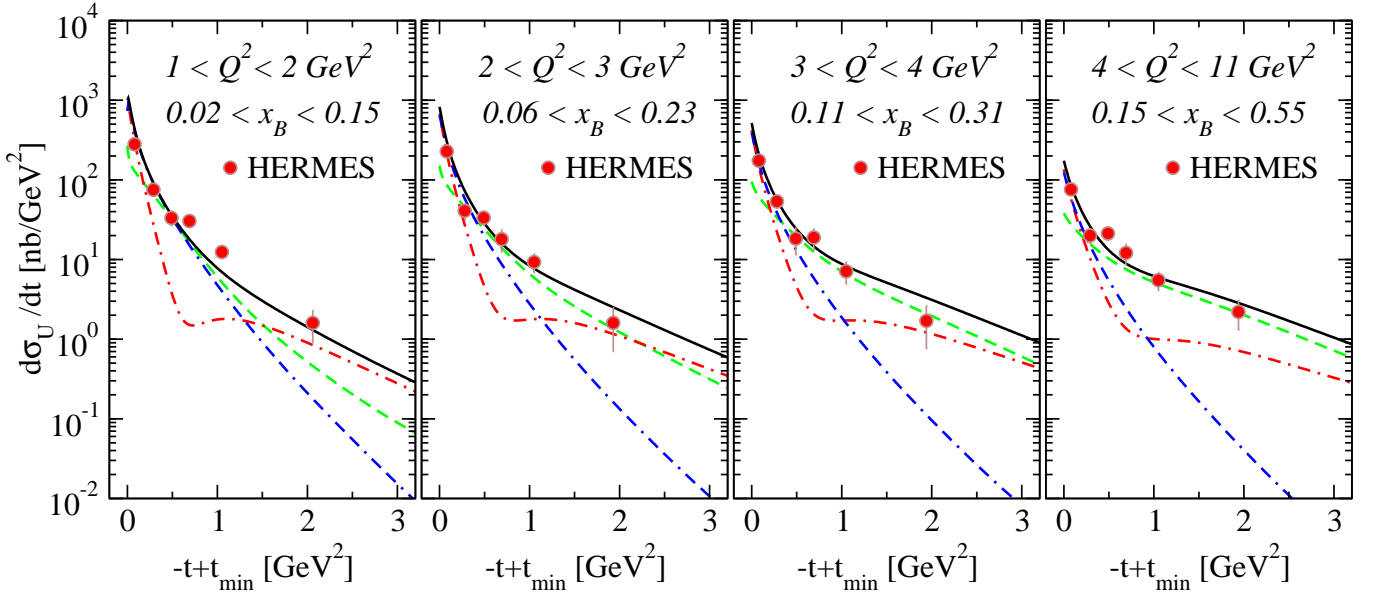 10^4
10^3
10^2
10^1
10^0
10^-1
10^-2
dσ_U /dt [nb/GeV^2]
1 < Q^2 < 2 GeV^2
0.02 < x_B < 0.15
HERMES
0 1 2 3
-t+t_min [GeV^2]
2 < Q^2 < 3 GeV^2
0.06 < x_B < 0.23
HERMES
0 1 2 3
-t+t_min [GeV^2]
3 < Q^2 < 4 GeV^2
0.11 < x_B < 0.31
HERMES
0 1 2 3
-t+t_min [GeV^2]
4 < Q^2 < 11 GeV^2
0.15 < x_B < 0.55
HERMES
0 1 2 3
-t+t_min [GeV^2]